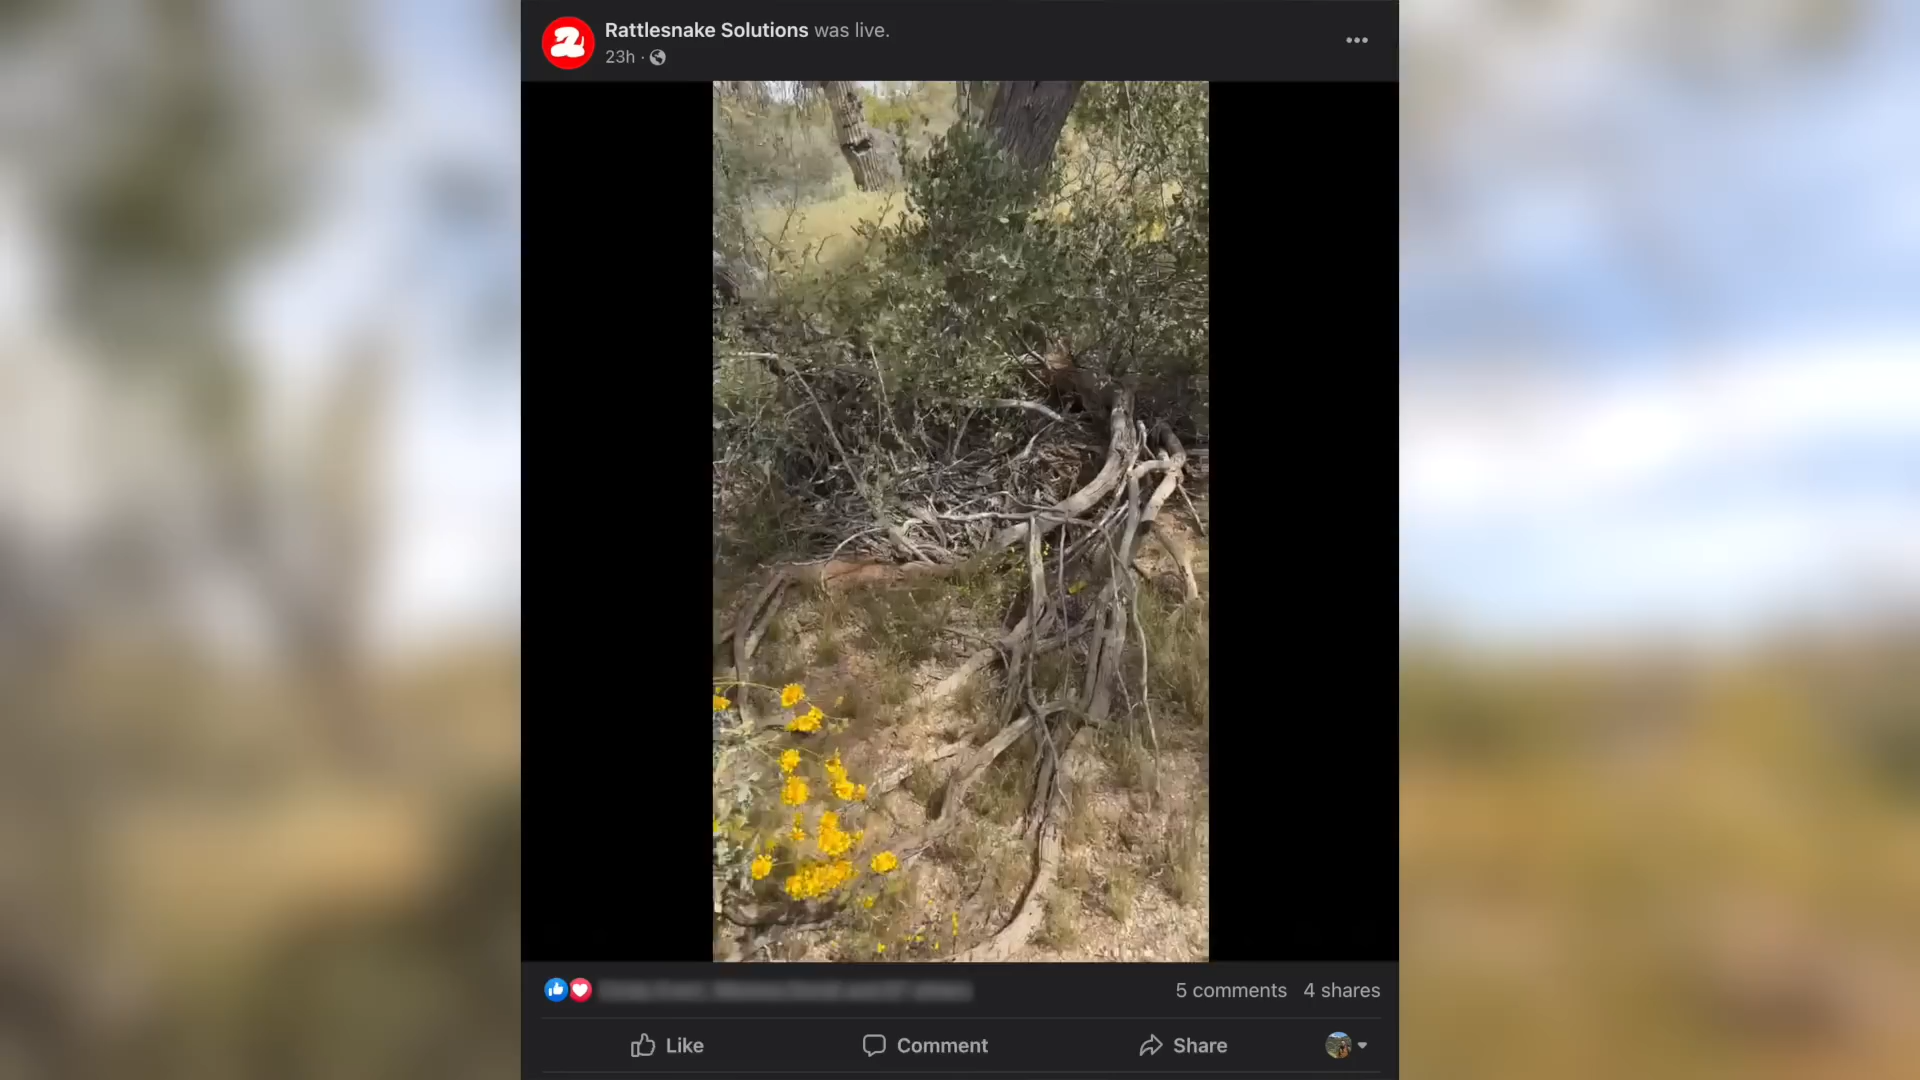 Rattlesnake Solutions was live.
23h ·
5 comments 4 shares
Like Comment Share